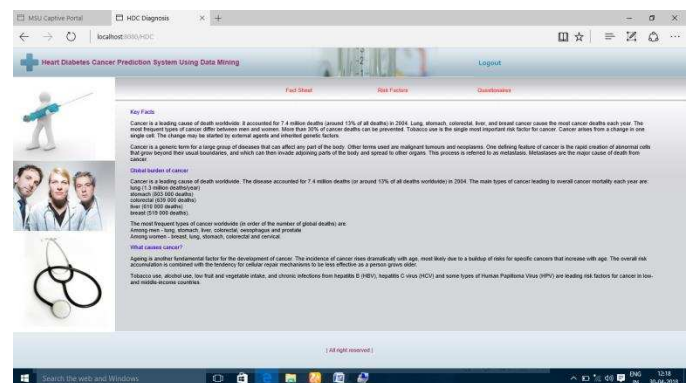 MSU Captive Portal
HDC Diagnosis
localhost:8080/HDC
Heart Diabetes Cancer Prediction System Using Data Mining
Logout
Fact Sheet
Risk Factors
Questionaires
Key Facts
Cancer is a leading cause of death worldwide. It accounted for 7.4 million deaths (around 13% of all deaths) in 2004. Lung, stomach, colorectal, liver, and breast cancer cause the most cancer deaths each year. The
most frequent types of cancer differ between men and women. More than 30% of cancer deaths can be prevented. Tobacco use is the single most important risk factor for cancer. Cancer arises from a change in one
single cell. The change may be started by external agents and inherited genetic factors.
Cancer is a generic term for a large group of diseases that can affect any part of the body. Other terms used are malignant tumours and neoplasms. One defining feature of cancer is the rapid creation of abnormal cells
that grow beyond their usual boundaries, and which can then invade adjoining parts of the body and spread to other organs. This process is referred to as metastasis. Metastases are the major cause of death from
cancer.
Global burden of cancer
Cancer is a leading cause of death worldwide. The disease accounted for 7.4 million deaths (or around 13% of all deaths worldwide) in 2004. The main types of cancer leading to overall cancer mortality each year are:
lung (1.3 million deaths/year)
stomach (803 000 deaths)
colorectal (639 000 deaths)
liver (610 000 deaths)
breast (519 000 deaths).
The most frequent types of cancer worldwide (in order of the number of global deaths) are
Among men - lung, stomach, liver, colorectal, oesophagus and prostate
Among women - breast, lung, stomach, colorectal and cervical.
What causes cancer?
Ageing is another fundamental factor for the development of cancer. The incidence of cancer rises dramatically with age, most likely due to a buildup of risks for specific cancers that increase with age. The overall risk
accumulation is combined with the tendency for cellular repair mechanisms to be less effective as a person grows older.
Tobacco use, alcohol use, low fruit and vegetable intake, and chronic infections from hepatitis B (HBV), hepatitis C virus (HCV) and some types of Human Papilloma Virus (HPV) are leading risk factors for cancer in low-
and middle-income countries.
[ All right reserved ]
Search the web and Windows
ENG
IN
12:18
30-04-2018